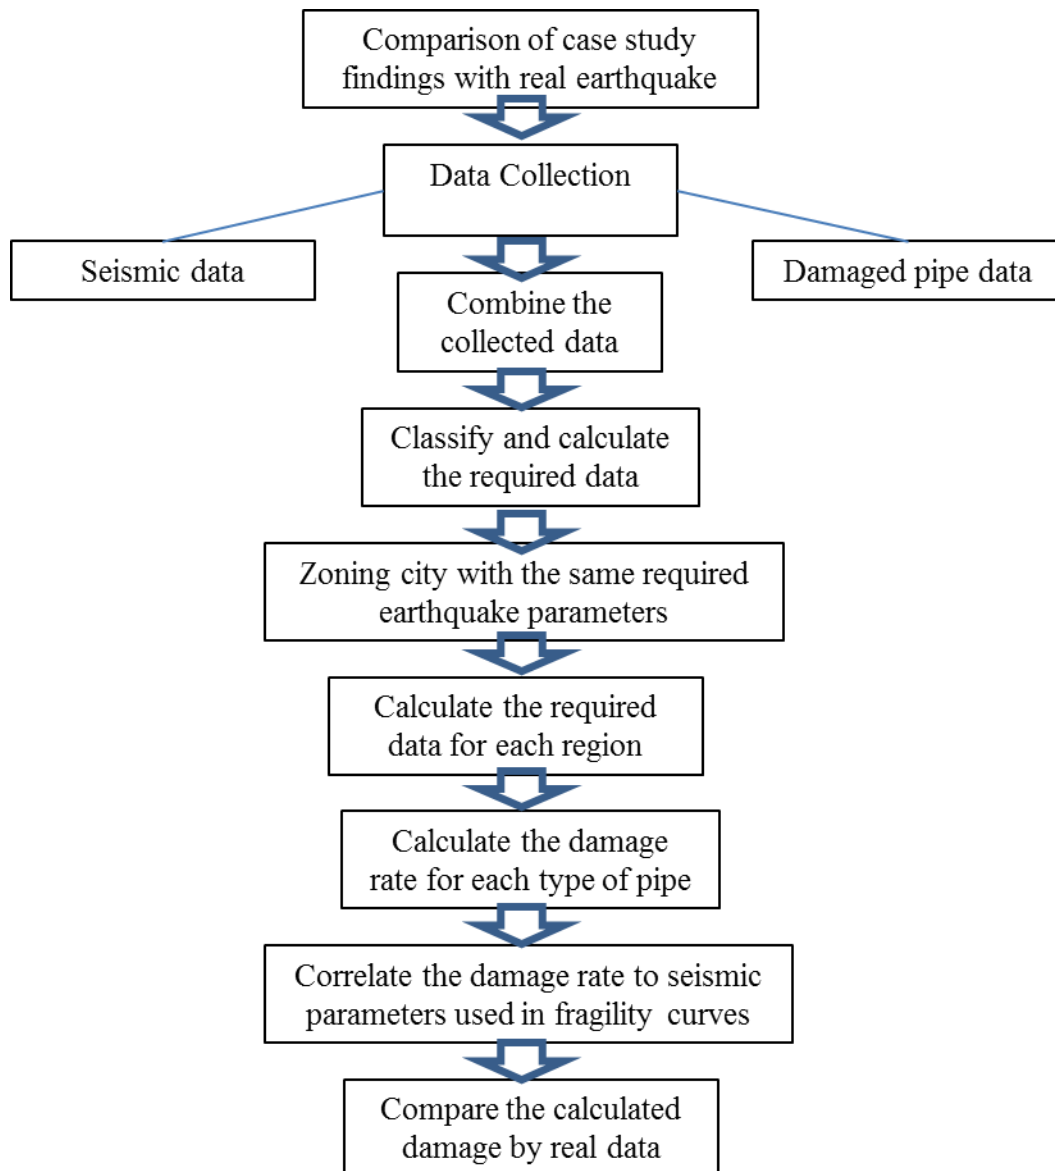 Comparison of case study
findings with real earthquake
Data Collection
Seismic data
Damaged pipe data
Combine the
collected data
Classify and calculate
the required data
Zoning city with the same required
earthquake parameters
Calculate the required
data for each region
Calculate the damage
rate for each type of pipe
Correlate the damage rate to seismic
parameters used in fragility curves
Compare the calculated
damage by real data